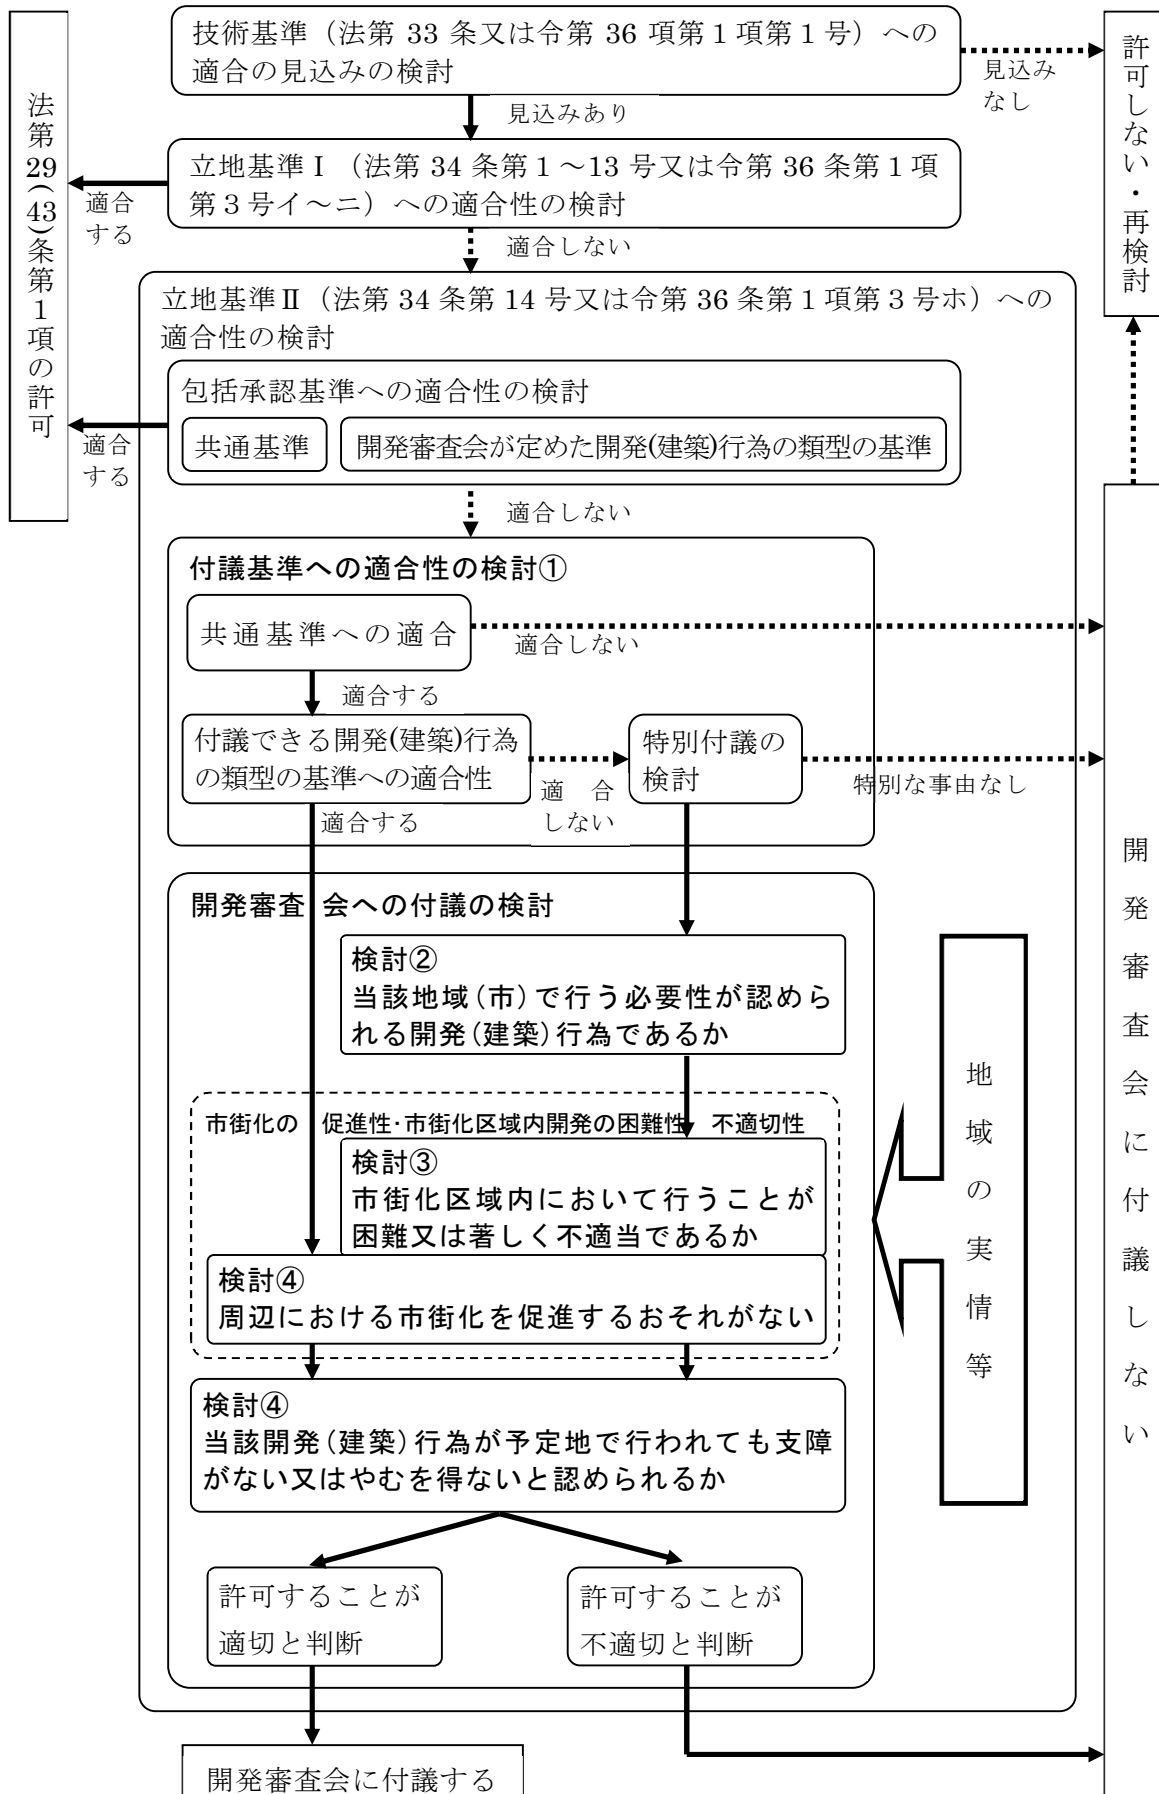 技術基準（法第 33 条又は令第 36 項第１項第１号）への
適合の見込みの検討
見込み
なし
許可しない・再検討
見込みあり
法第29(43)条第１項の許可
立地基準Ⅰ（法第 34 条第１～13 号又は令第 36 条第１項
第３号イ～ニ）への適合性の検討
適合
する
適合しない
立地基準Ⅱ（法第 34 条第 14 号又は令第 36 条第１項第３号ホ）への
適合性の検討
包括承認基準への適合性の検討
共通基準
開発審査会が定めた開発(建築)行為の類型の基準
適合
する
適合しない
付議基準への適合性の検討①
共通基準への適合
適合しない
適合する
付議できる開発(建築)行為
の類型の基準への適合性
適　合
しない
特別付議の
検討
特別な事由なし
適合する
開発審査会に付議しない
開発審査　会への付議の検討
検討②
当該地域(市)で行う必要性が認めら
れる開発(建築)行為であるか
地域の実情等
市街化の　促進性･市街化区域内開発の困難性　不適切性
検討③
市街化区域内において行うことが
困難又は著しく不適当であるか
検討④
周辺における市街化を促進するおそれがない
検討④
当該開発(建築)行為が予定地で行われても支障
がない又はやむを得ないと認められるか
許可することが
適切と判断
許可することが
不適切と判断
開発審査会に付議する